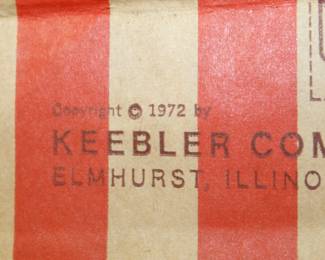 Copyright © 1972 by
KEEBLER COM
ELMHURST, ILLINO